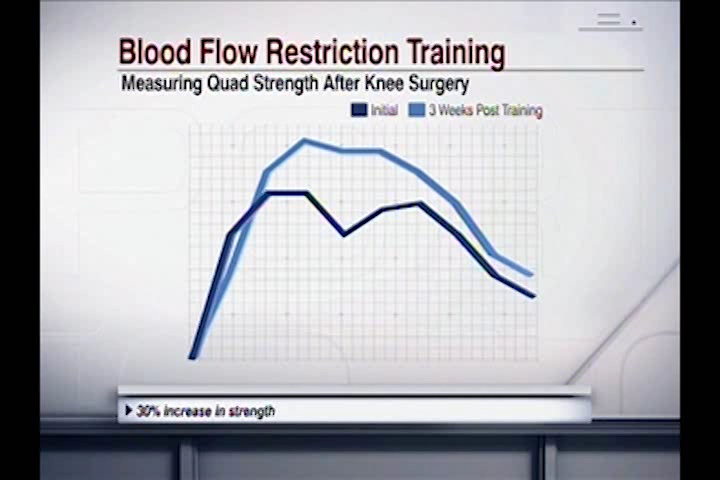 Blood Flow Restriction Training
Measuring Quad Strength After Knee Surgery
Initial 3 Weeks Post Training
30% increase in strength